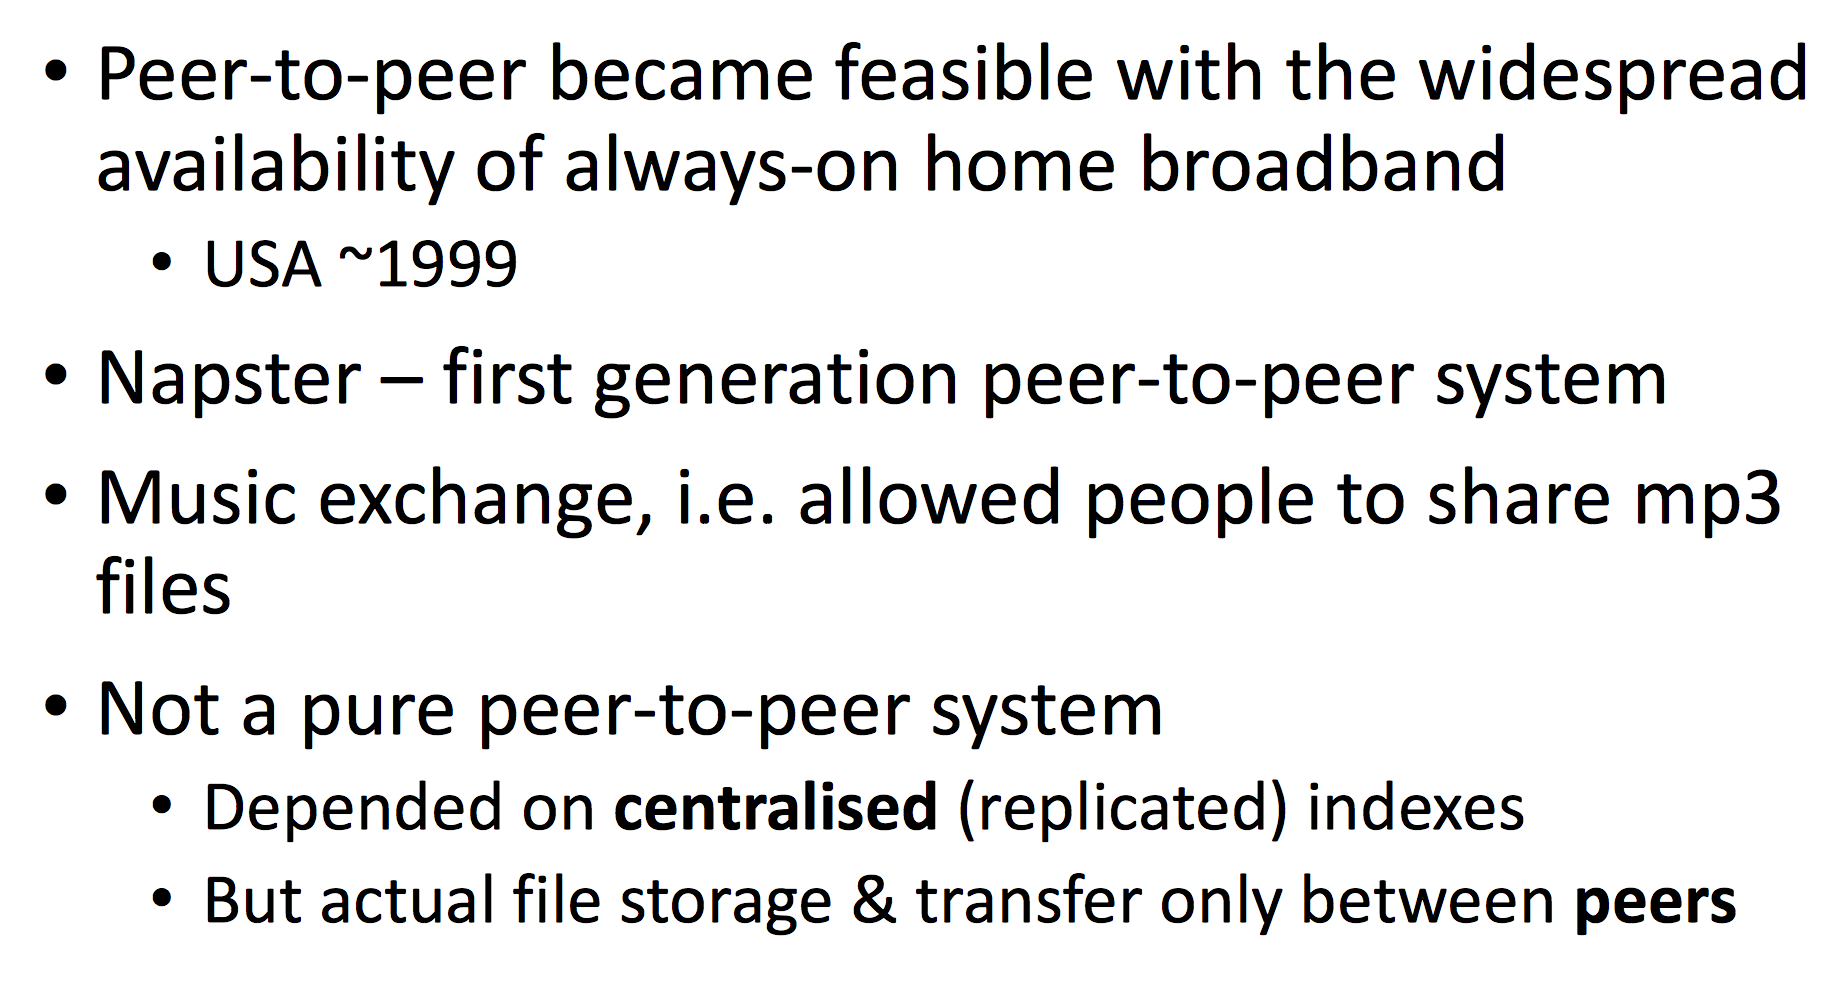 • Peer-to-peer became feasible with the widespread
availability of always-on home broadband
• USA ~1999
• Napster – first generation peer-to-peer system
• Music exchange, i.e. allowed people to share mp3
files
• Not a pure peer-to-peer system
• Depended on centralised (replicated) indexes
• But actual file storage & transfer only between peers